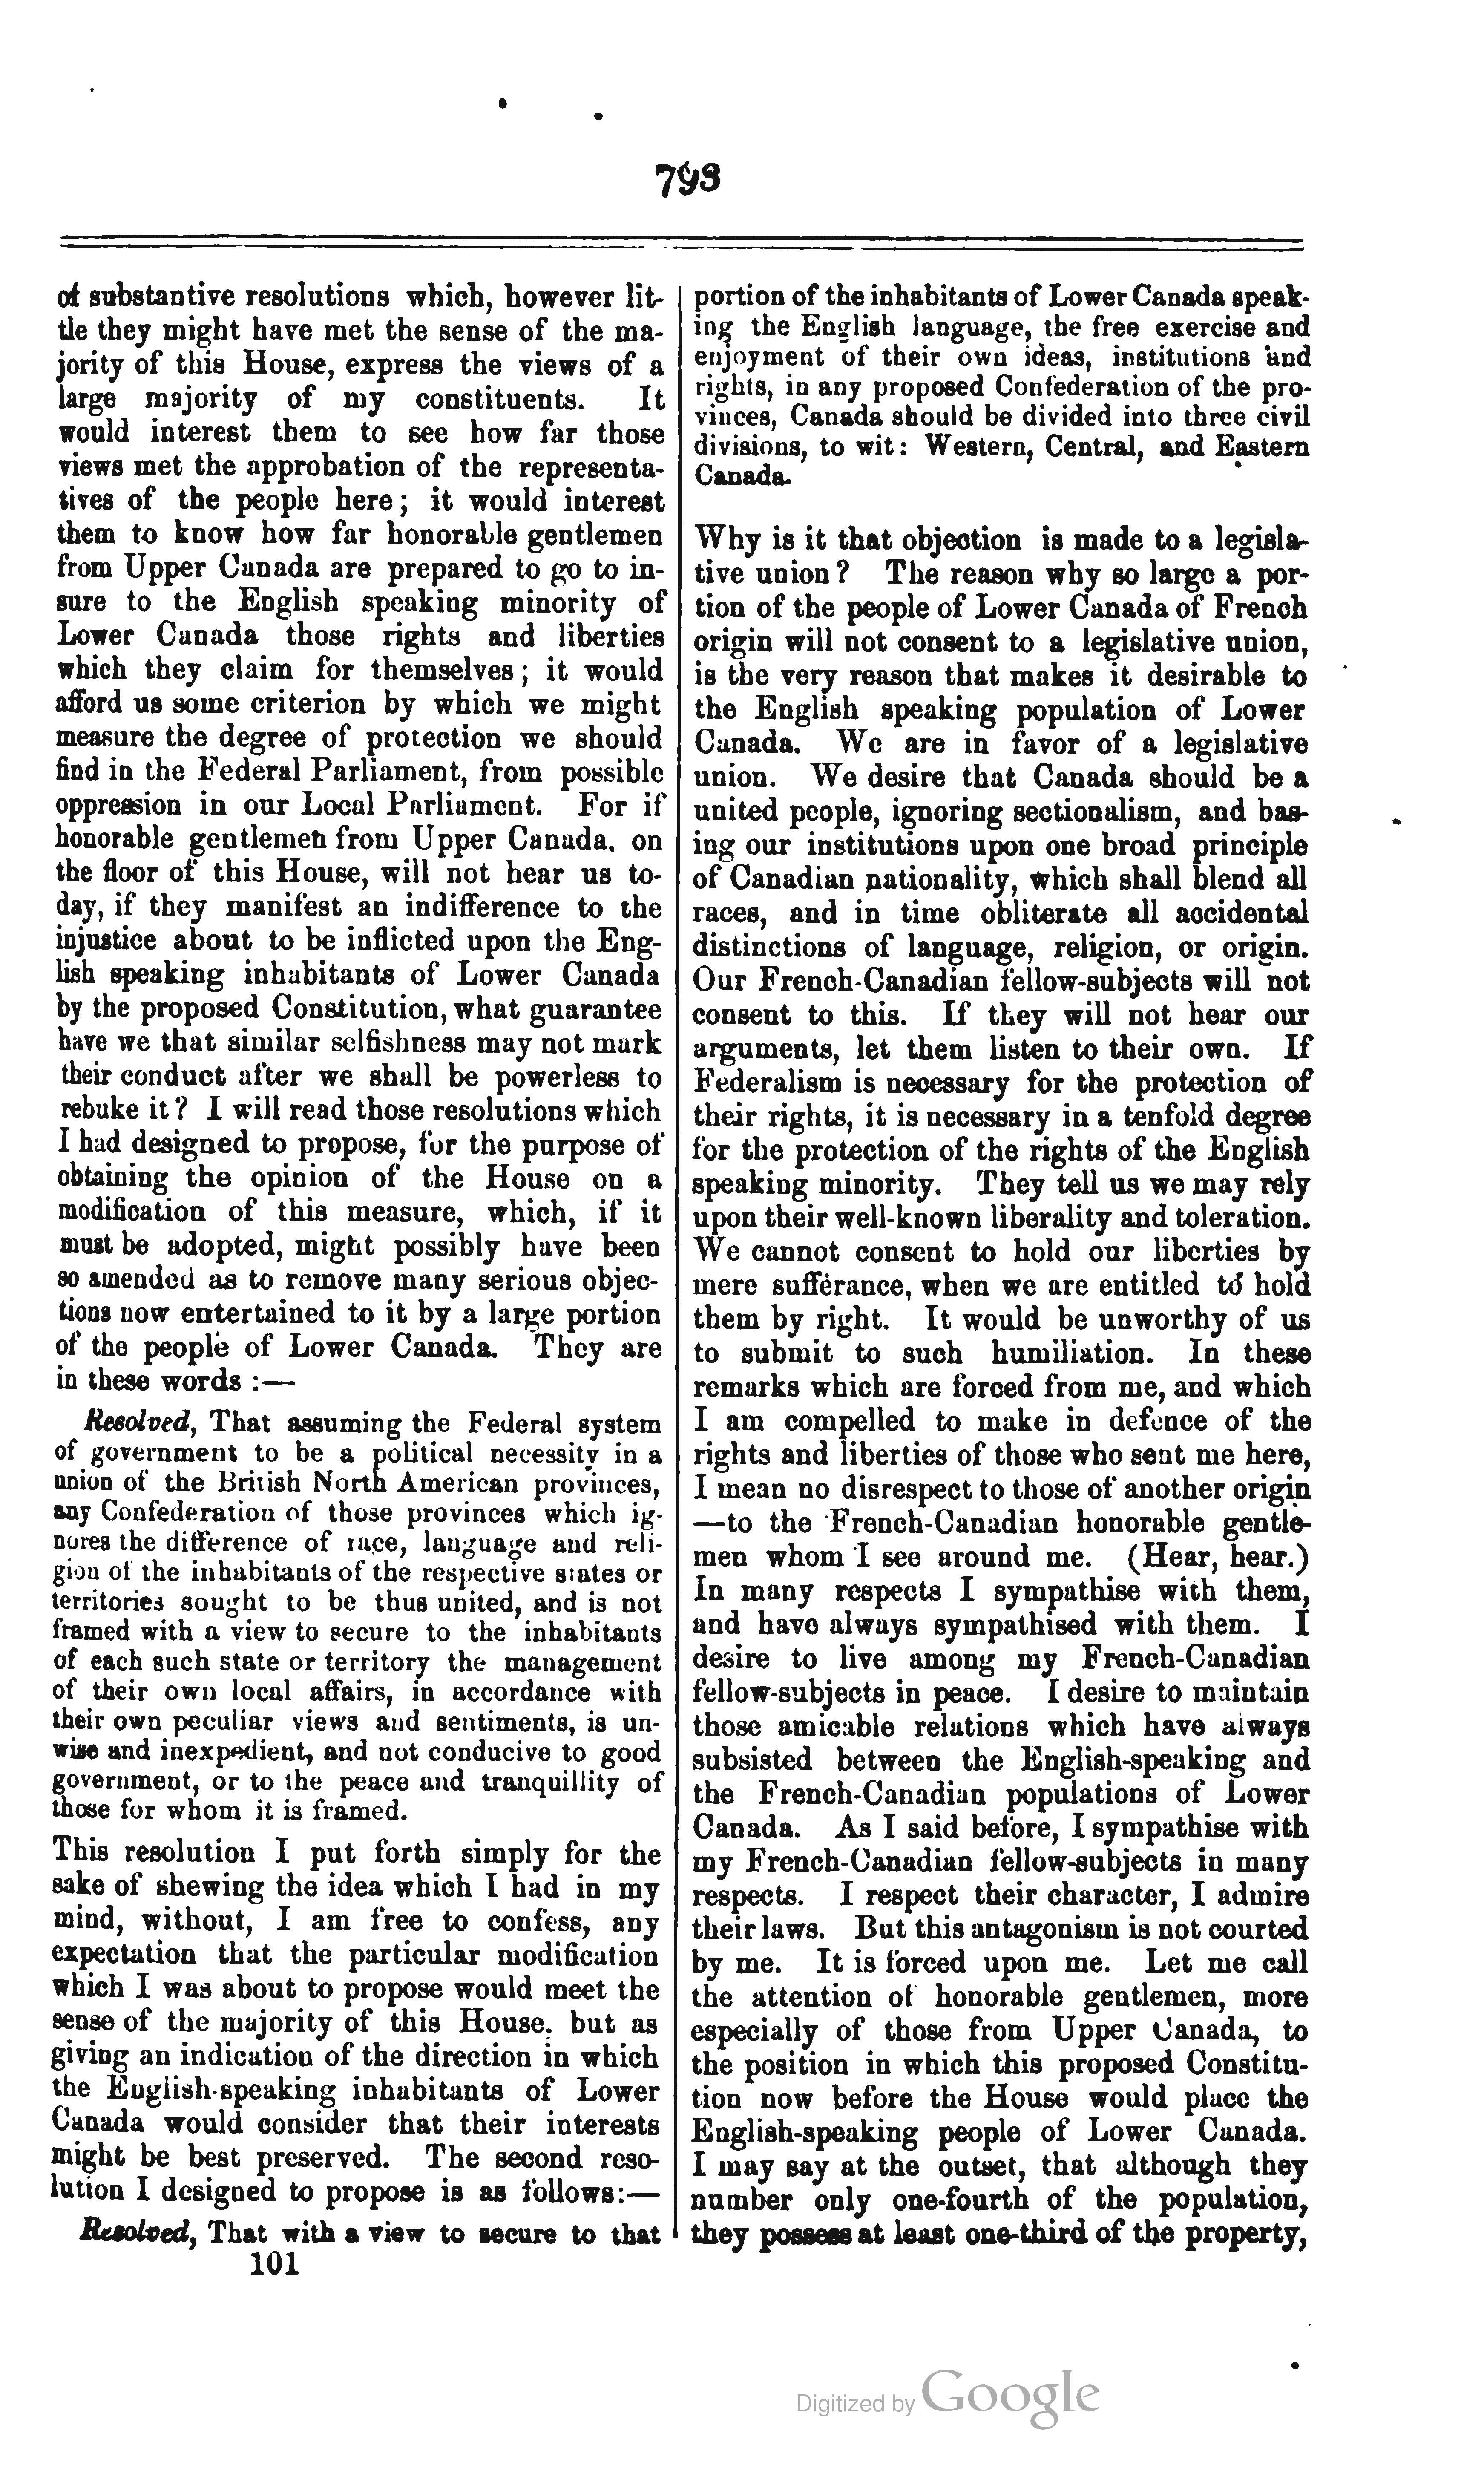 793
of substantive resolutions which, however lit-
tle they might have met the sense of the ma-
jority of this House, express the views of a
large majority of my constituents. It
would interest them to see how far those
views met the approbation of the representa-
tives of the people here; it would interest
them to know how far honorable gentlemen
from Upper Canada are prepared to go to in-
sure to the English speaking minority of
Lower Canada those rights and liberties
which they claim for themselves; it would
afford us some criterion by which we might
measure the degree of protection we should
find in the Federal Parliament, from possible
oppression in our Local Parliament. For if
honorable gentlemen from Upper Canada, on
the floor of this House, will not hear us to-
day, if they manifest an indifference to the
injustice about to be inflicted upon the Eng-
lish speaking inhabitants of Lower Canada
by the proposed Constitution, what guarantee
have we that similar selfishness may not mark
their conduct after we shall be powerless to
rebuke it? I will read those resolutions which
I had designed to propose, for the purpose of
obtaining the opinion of the House on a
modification of this measure, which, if it
must be adopted, might possibly have been
so amended as to remove many serious objec-
tions now entertained to it by a large portion
of the people of Lower Canada. They are
in these words :—
Resolved, That assuming the Federal system
of government to be a political necessity in a
union of the British North American provinces,
any Confederation of those provinces which ig-
nores the difference of race, language and reli-
gion of the inhabitants of the respective states or
territories sought to be thus united, and is not
framed with a view to secure to the inhabitants
of each such state or territory the management
of their own local affairs, in accordance with
their own peculiar views and sentiments, is un-
wise and inexpedient, and not conducive to good
government, or to the peace and tranquillity of
those for whom it is framed.
This resolution I put forth simply for the
sake of shewing the idea which I had in my
mind, without, I am free to confess, any
expectation that the particular modification
which I was about to propose would meet the
sense of the majority of this House, but as
giving an indication of the direction in which
the English-speaking inhabitants of Lower
Canada would consider that their interests
might be best preserved. The second reso-
lution I designed to propose is as follows:—
Resolved, That with a view to secure to that
101
portion of the inhabitants of Lower Canada speak-
ing the English language, the free exercise and
enjoyment of their own ideas, institutions and
rights, in any proposed Confederation of the pro-
vinces, Canada should be divided into three civil
divisions, to wit: Western, Central, and Eastern
Canada.
Why is it that objection is made to a legisla-
tive union? The reason why so large a por-
tion of the people of Lower Canada of French
origin will not consent to a legislative union,
is the very reason that makes it desirable to
the English speaking population of Lower
Canada. We are in favor of a legislative
union. We desire that Canada should be a
united people, ignoring sectionalism, and bas-
ing our institutions upon one broad principle
of Canadian nationality, which shall blend all
races, and in time obliterate all accidental
distinctions of language, religion, or origin.
Our French-Canadian fellow-subjects will not
consent to this. If they will not hear our
arguments, let them listen to their own. If
Federalism is necessary for the protection of
their rights, it is necessary in a tenfold degree
for the protection of the rights of the English
speaking minority. They tell us we may rely
upon their well-known liberality and toleration.
We cannot consent to hold our liberties by
mere sufferance, when we are entitled to hold
them by right. It would be unworthy of us
to submit to such humiliation. In these
remarks which are forced from me, and which
I am compelled to make in defence of the
rights and liberties of those who sent me here,
I mean no disrespect to those of another origin
—to the French-Canadian honorable gentle-
men whom I see around me. (Hear, hear.)
In many respects I sympathise with them,
and have always sympathised with them. I
desire to live among my French-Canadian
fellow-subjects in peace. I desire to maintain
those amicable relations which have always
subsisted between the English-speaking and
the French-Canadian populations of Lower
Canada. As I said before, I sympathise with
my French-Canadian fellow-subjects in many
respects. I respect their character, I admire
their laws. But this antagonism is not courted
by me. It is forced upon me. Let me call
the attention of honorable gentlemen, more
especially of those from Upper Canada, to
the position in which this proposed Constitu-
tion now before the House would place the
English-speaking people of Lower Canada.
I may say at the outset, that although they
number only one-fourth of the population,
they possess at least one-third of the property,
Digitized by Google